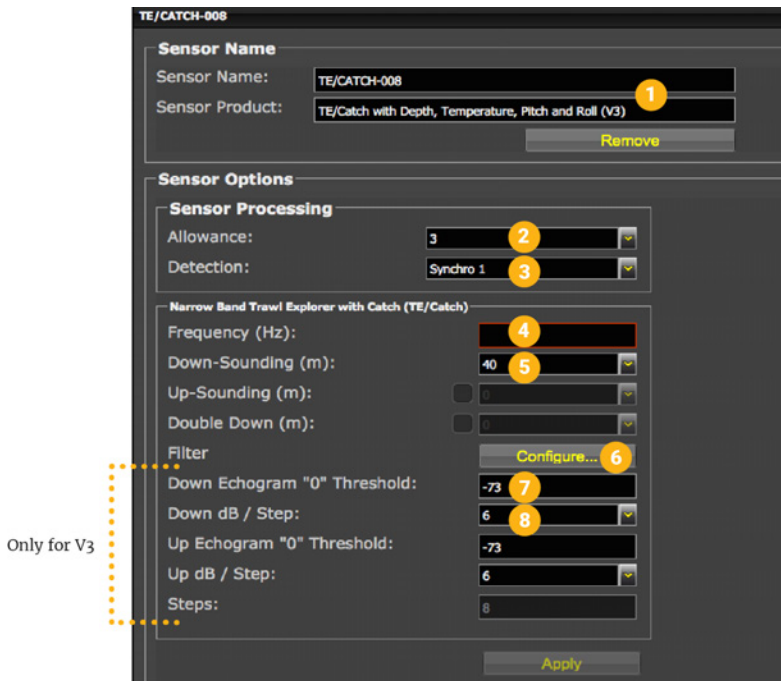 TE/CATCH-008
Sensor Name
Sensor Name: TE/CATCH-008
1
Sensor Product: TE/Catch with Depth, Temperature, Pitch and Roll (V3)
Remove
Sensor Options
Sensor Processing
Allowance: 3 2
Detection: Synchro 1 3
Narrow Band Trawl Explorer with Catch (TE/Catch)
Frequency (Hz): 4
Down-Sounding (m): 40 5
Up-Sounding (m): 0
Double Down (m): 0
Filter Configure... 6
Down Echogram "0" Threshold: -73 7
Down dB / Step: 6 8
Only for V3
Up Echogram "0" Threshold: -73
Up dB / Step: 6
Steps: 8
Apply